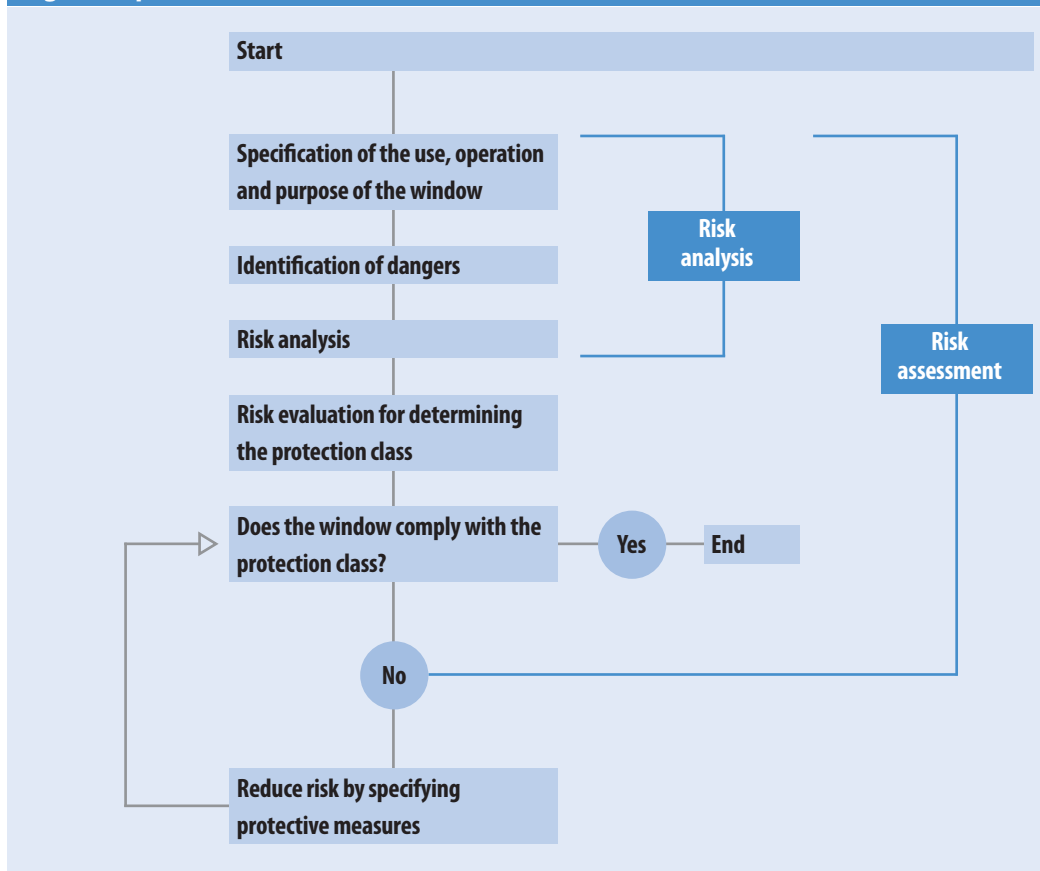 Start
Specification of the use, operation
and purpose of the window
Risk
analysis
Identification of dangers
Risk analysis
Risk
assessment
Risk evaluation for determining
the protection class
Does the window comply with the
protection class?
Yes
End
No
Reduce risk by specifying
protective measures